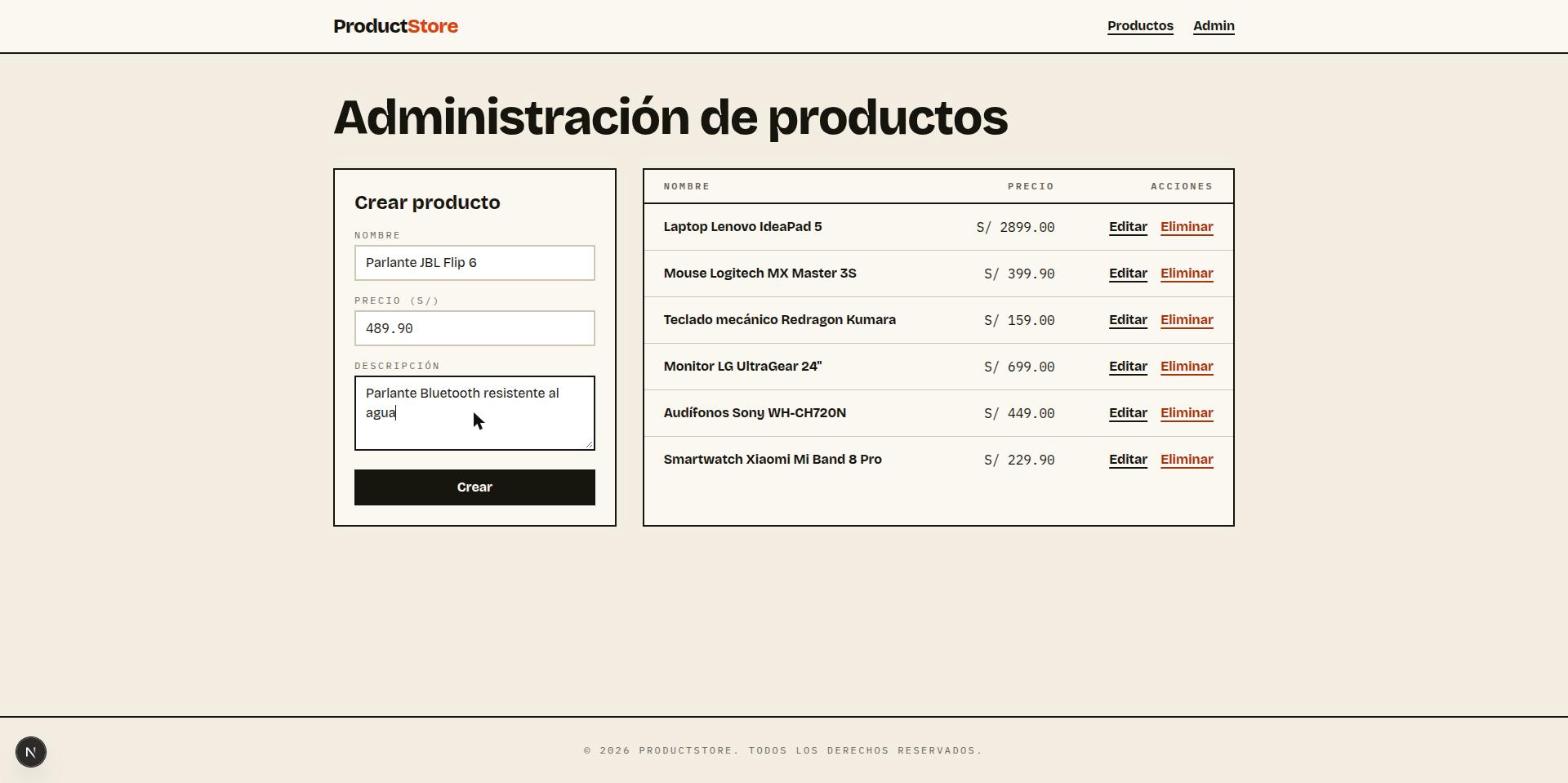 ProductStore
Productos Admin
Administración de productos
Crear producto
NOMBRE
Parlante JBL Flip 6
PRECIO (S/)
489.90
DESCRIPCIÓN
Parlante Bluetooth resistente al
agua
Crear
NOMBRE PRECIO ACCIONES
Laptop Lenovo IdeaPad 5 S/ 2899.00 Editar Eliminar
Mouse Logitech MX Master 3S S/ 399.90 Editar Eliminar
Teclado mecánico Redragon Kumara S/ 159.00 Editar Eliminar
Monitor LG UltraGear 24" S/ 699.00 Editar Eliminar
Audífonos Sony WH-CH720N S/ 449.00 Editar Eliminar
Smartwatch Xiaomi Mi Band 8 Pro S/ 229.90 Editar Eliminar
© 2026 PRODUCTSTORE. TODOS LOS DERECHOS RESERVADOS.
N